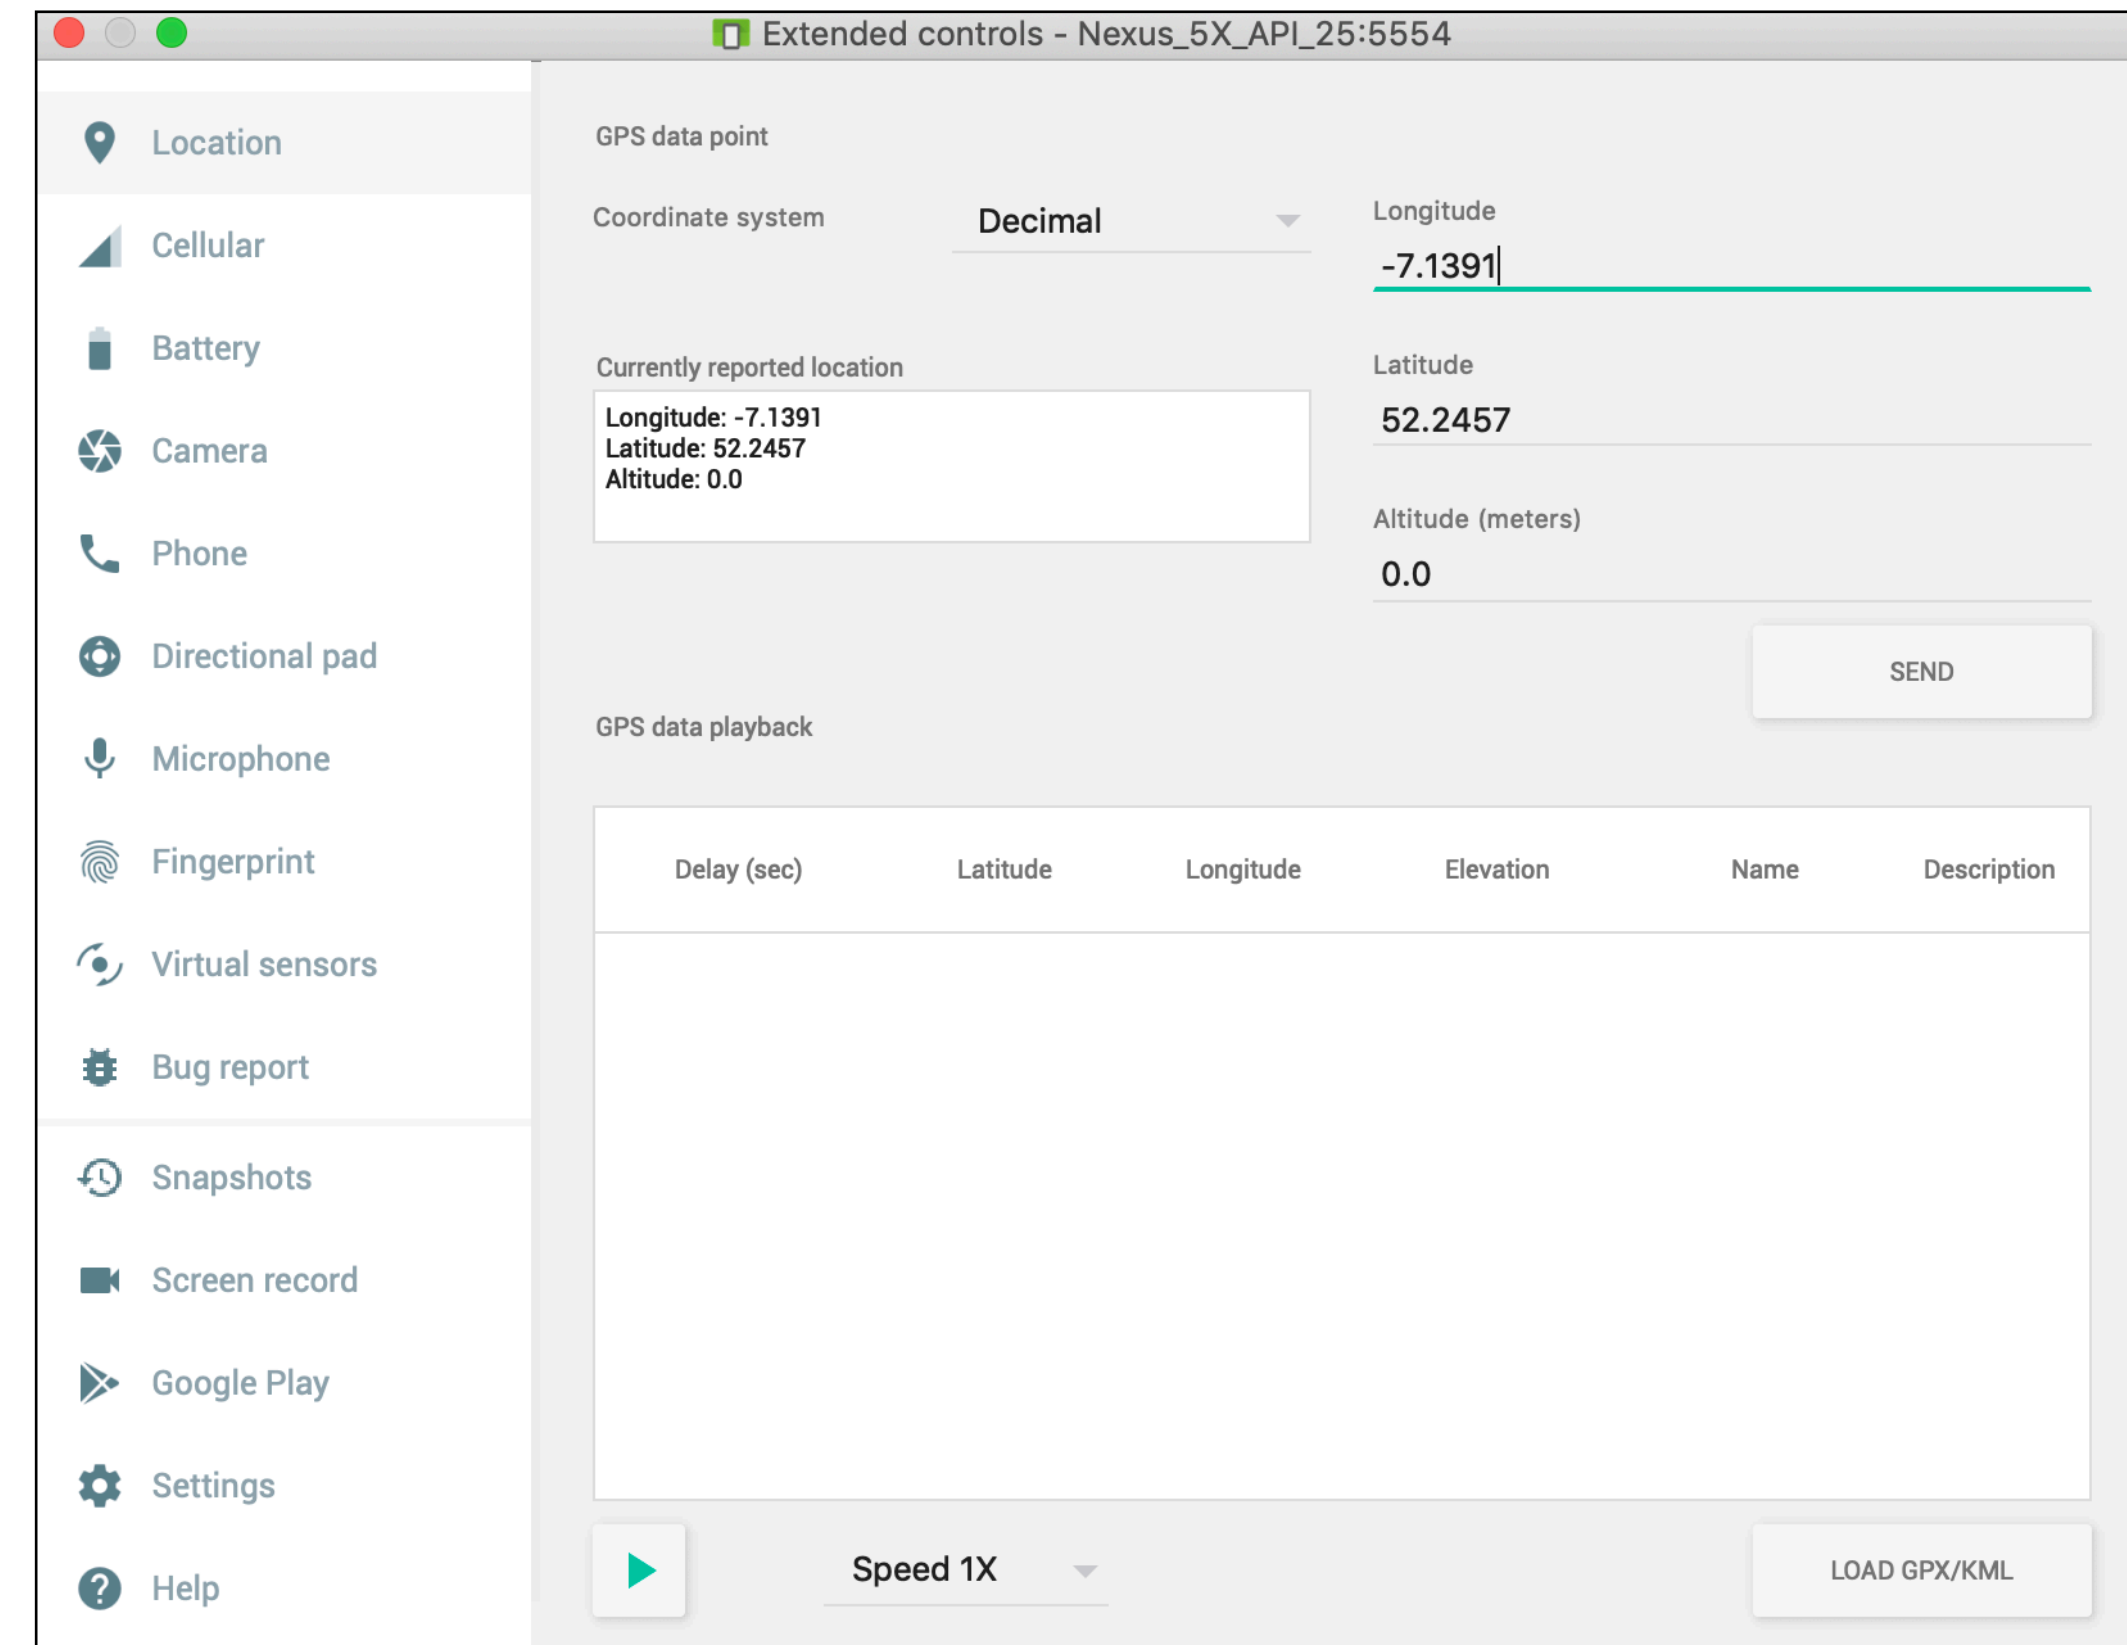 Extended controls - Nexus_5X_API_25:5554
Location
Cellular
Battery
Camera
Phone
Directional pad
Microphone
Fingerprint
Virtual sensors
Bug report
Snapshots
Screen record
Google Play
Settings
Help
GPS data point
Coordinate system
Decimal
Longitude
-7.1391
Currently reported location
Longitude: -7.1391
Latitude: 52.2457
Altitude: 0.0
Latitude
52.2457
Altitude (meters)
0.0
SEND
GPS data playback
Delay (sec) Latitude Longitude Elevation Name Description
Speed 1X
LOAD GPX/KML